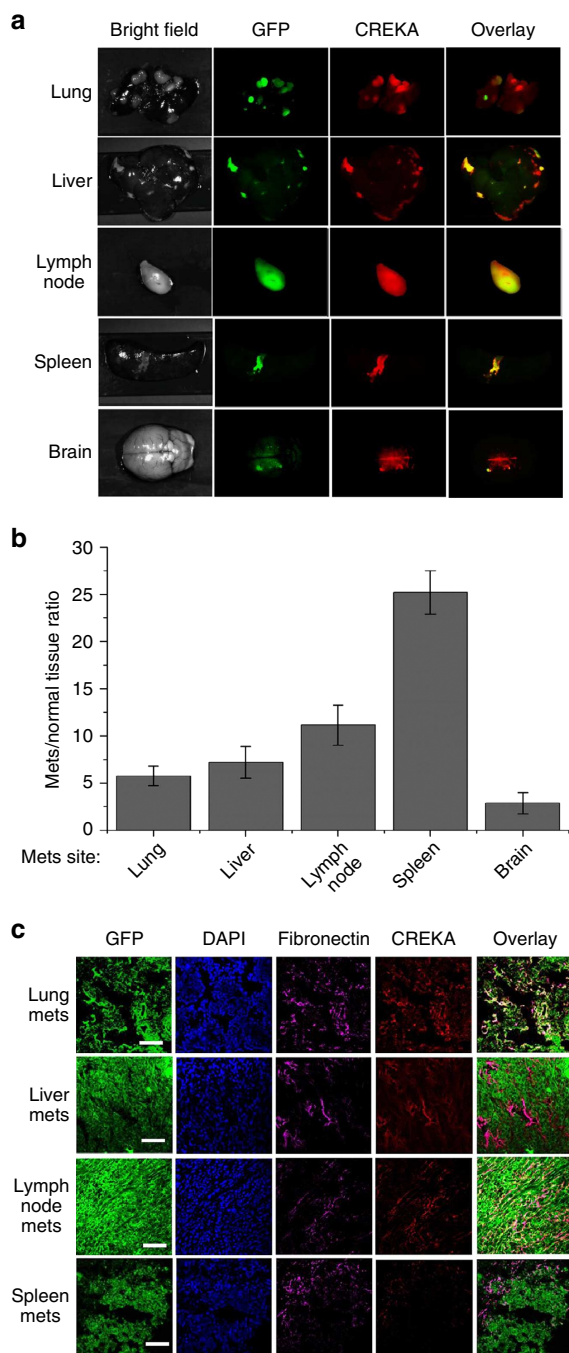 a
Bright field GFP CREKA Overlay
Lung
Liver
Lymph
node
Spleen
Brain
b
Mets/normal tissue ratio
30
25
20
15
10
5
0
Mets site: Lung Liver Lymph node Spleen Brain
c
GFP DAPI Fibronectin CREKA Overlay
Lung
mets
Liver
mets
Lymph
node
mets
Spleen
mets